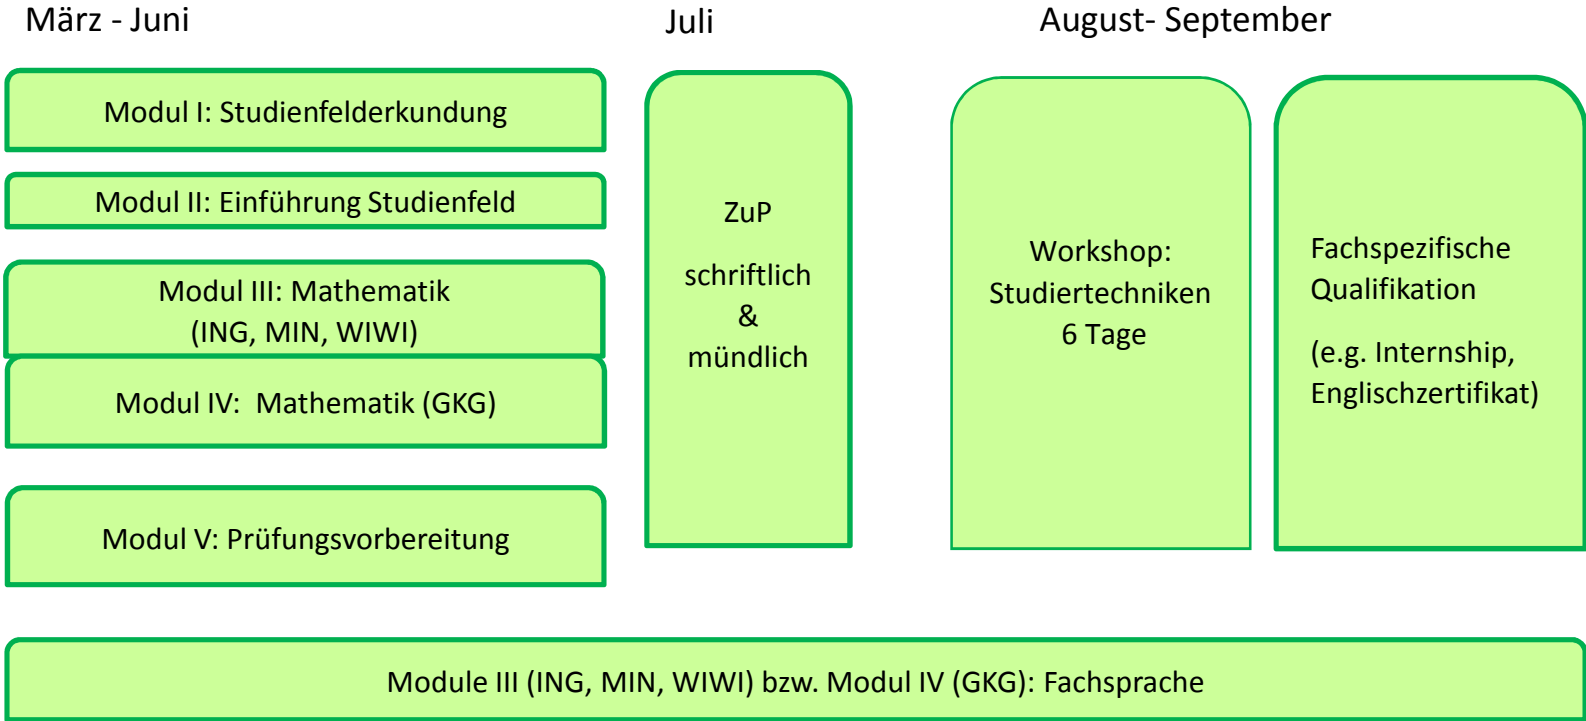 März - Juni
Juli
August- September
Modul I: Studienfelderkundung
Modul II: Einführung Studienfeld
Modul III: Mathematik
(ING, MIN, WIWI)
Modul IV:  Mathematik (GKG)
Modul V: Prüfungsvorbereitung
ZuP
schriftlich
&
mündlich
Workshop:
Studiertechniken
6 Tage
Fachspezifische
Qualifikation
(e.g. Internship,
Englischzertifikat)
Module III (ING, MIN, WIWI) bzw. Modul IV (GKG): Fachsprache